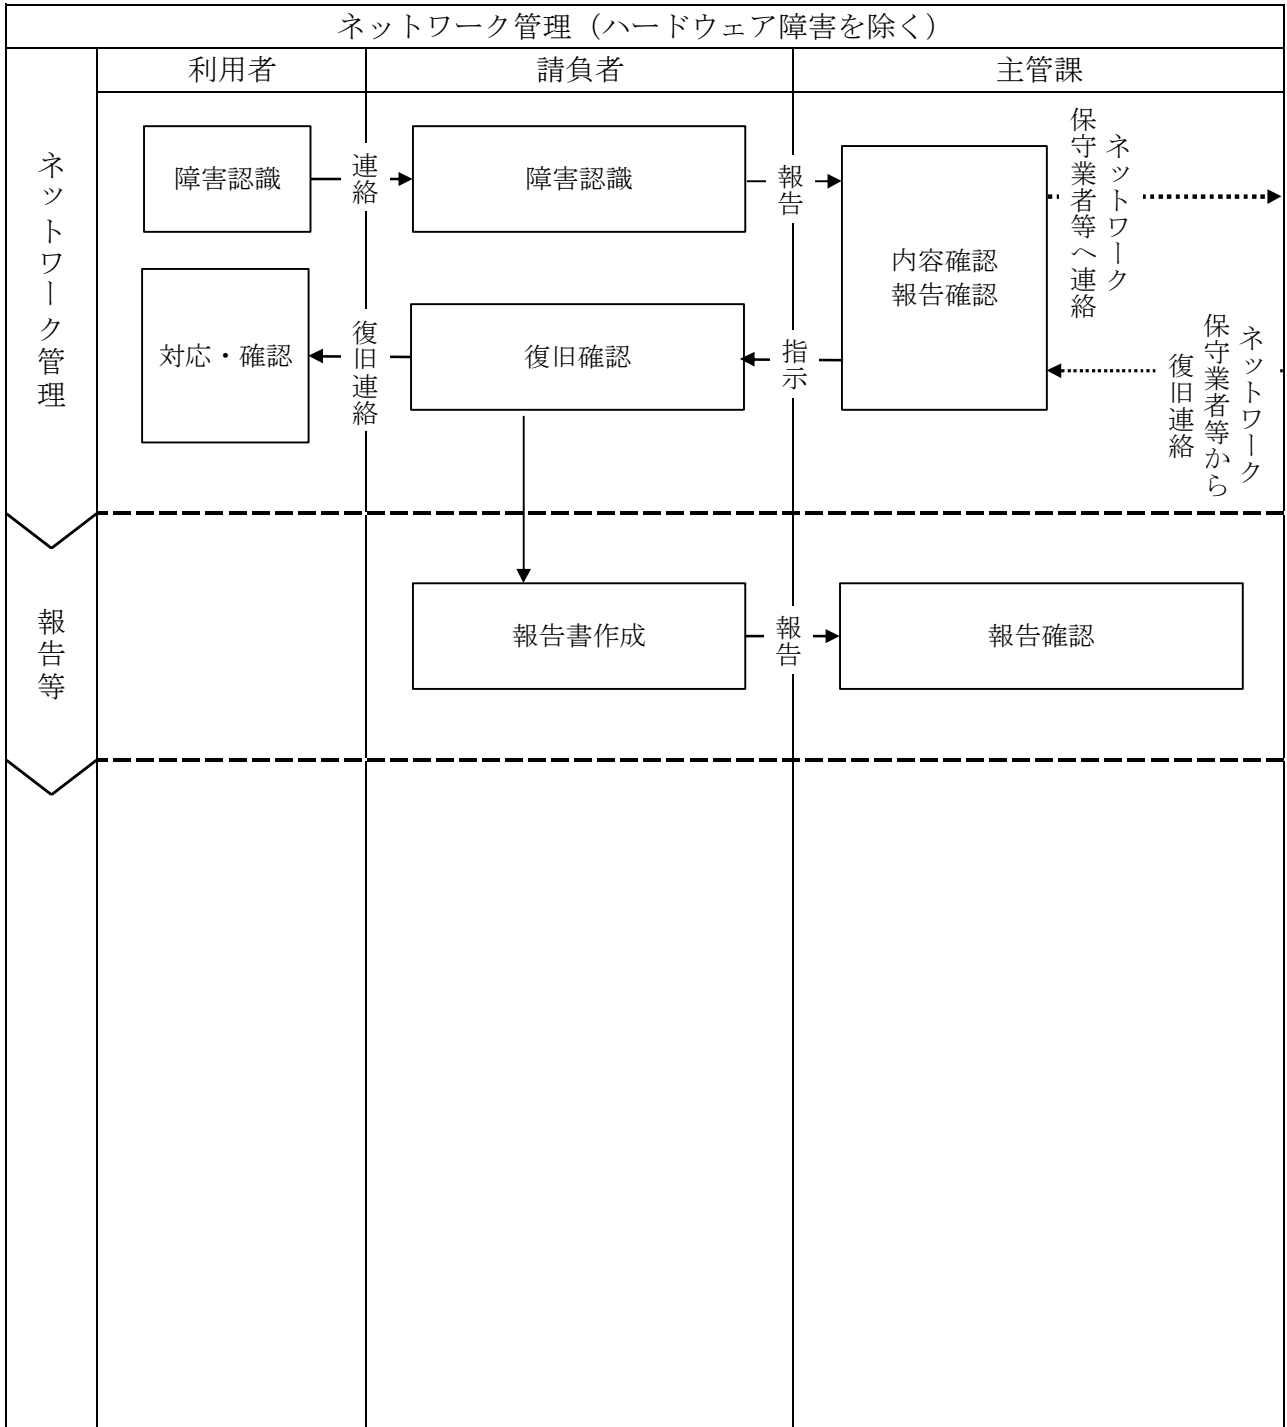 ネットワーク管理（ハードウェア障害を除く）
利用者
請負者
主管課
ネットワーク管理
障害認識
連絡
障害認識
報告
内容確認
報告確認
ネットワーク
保守業者等へ連絡
対応・確認
復旧連絡
復旧確認
指示
ネットワーク
保守業者等から
復旧連絡
報告等
報告書作成
報告
報告確認